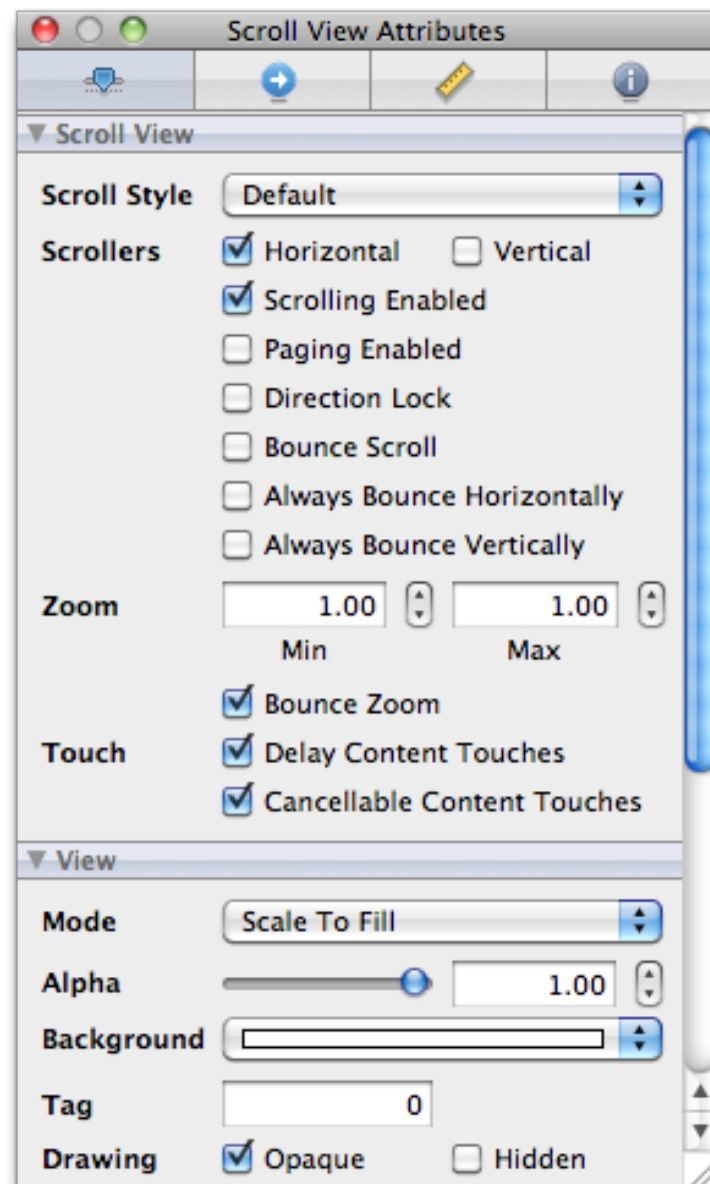 Scroll View Attributes
Scroll View
Scroll Style Default
Scrollers Horizontal Vertical
Scrolling Enabled
Paging Enabled
Direction Lock
Bounce Scroll
Always Bounce Horizontally
Always Bounce Vertically
Zoom 1.00 1.00
Min Max
Bounce Zoom
Touch Delay Content Touches
Cancellable Content Touches
View
Mode Scale To Fill
Alpha 1.00
Background
Tag 0
Drawing Opaque Hidden